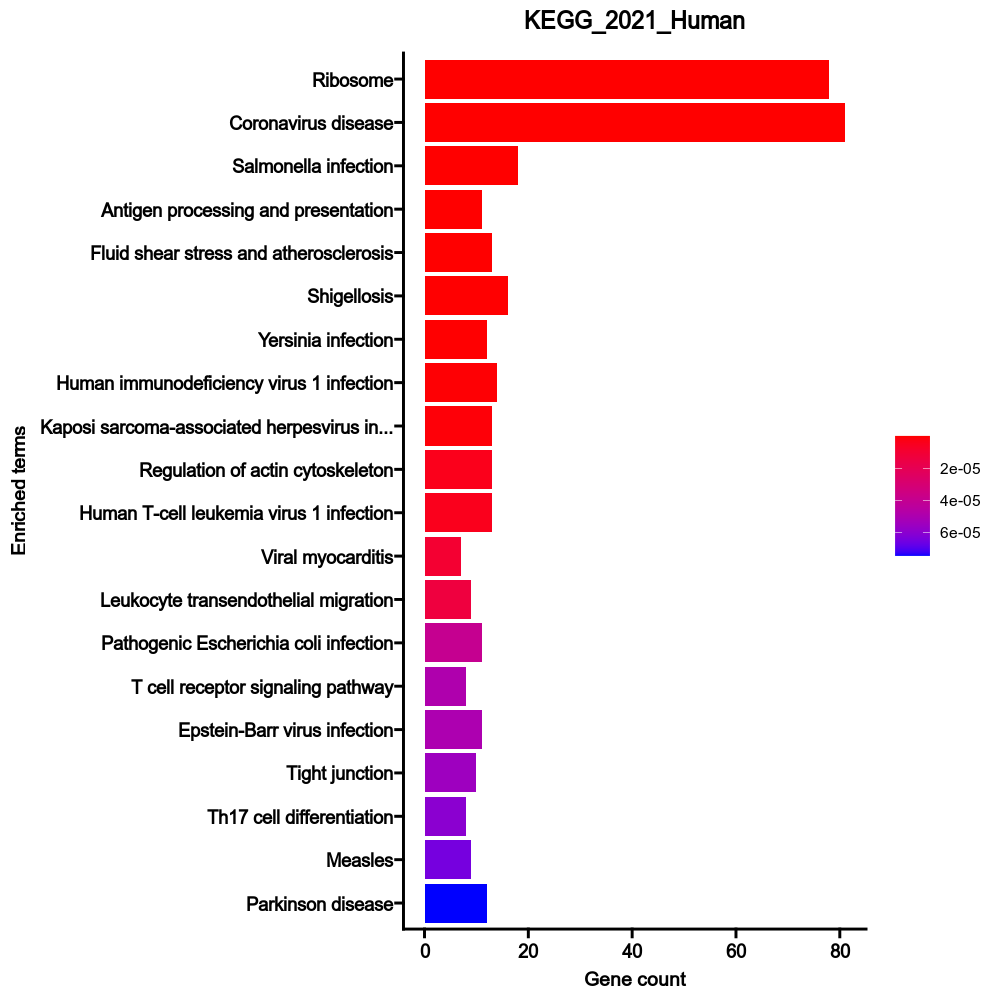 KEGG_2021_Human
Ribosome
Coronavirus disease
Salmonella infection
Antigen processing and presentation
Fluid shear stress and atherosclerosis
Shigellosis
Yersinia infection
Human immunodeficiency virus 1 infection
Kaposi sarcoma-associated herpesvirus in...
Regulation of actin cytoskeleton
Human T-cell leukemia virus 1 infection
Viral myocarditis
Leukocyte transendothelial migration
Pathogenic Escherichia coli infection
T cell receptor signaling pathway
Epstein-Barr virus infection
Tight junction
Th17 cell differentiation
Measles
Parkinson disease
Enriched terms
0 20 40 60 80
Gene count
2e-05
4e-05
6e-05